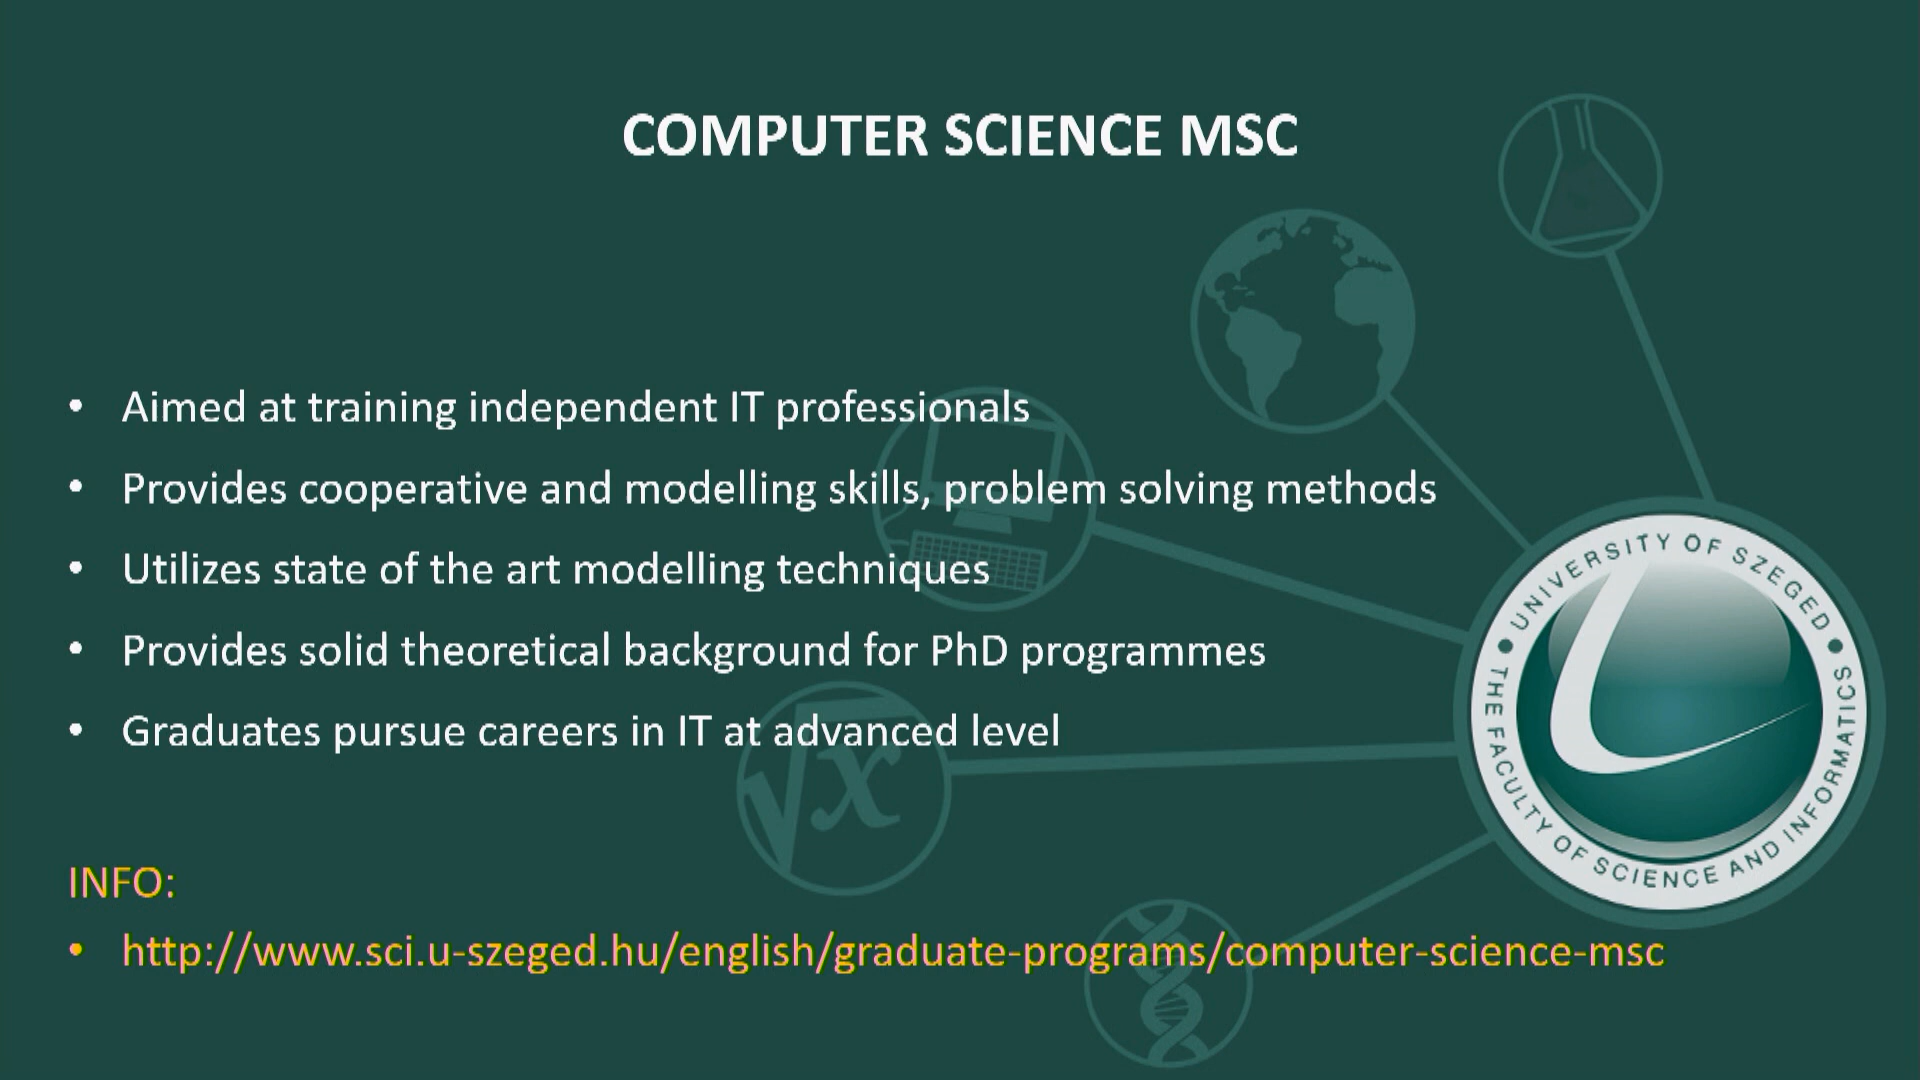 COMPUTER SCIENCE MSC
• Aimed at training independent IT professionals
• Provides cooperative and modelling skills, problem solving methods
• Utilizes state of the art modelling techniques
• Provides solid theoretical background for PhD programmes
• Graduates pursue careers in IT at advanced level
INFO:
• http://www.sci.u-szeged.hu/english/graduate-programs/computer-science-msc
UNIVERSITY OF SZEGED
THE FACULTY OF SCIENCE AND INFORMATICS
√x